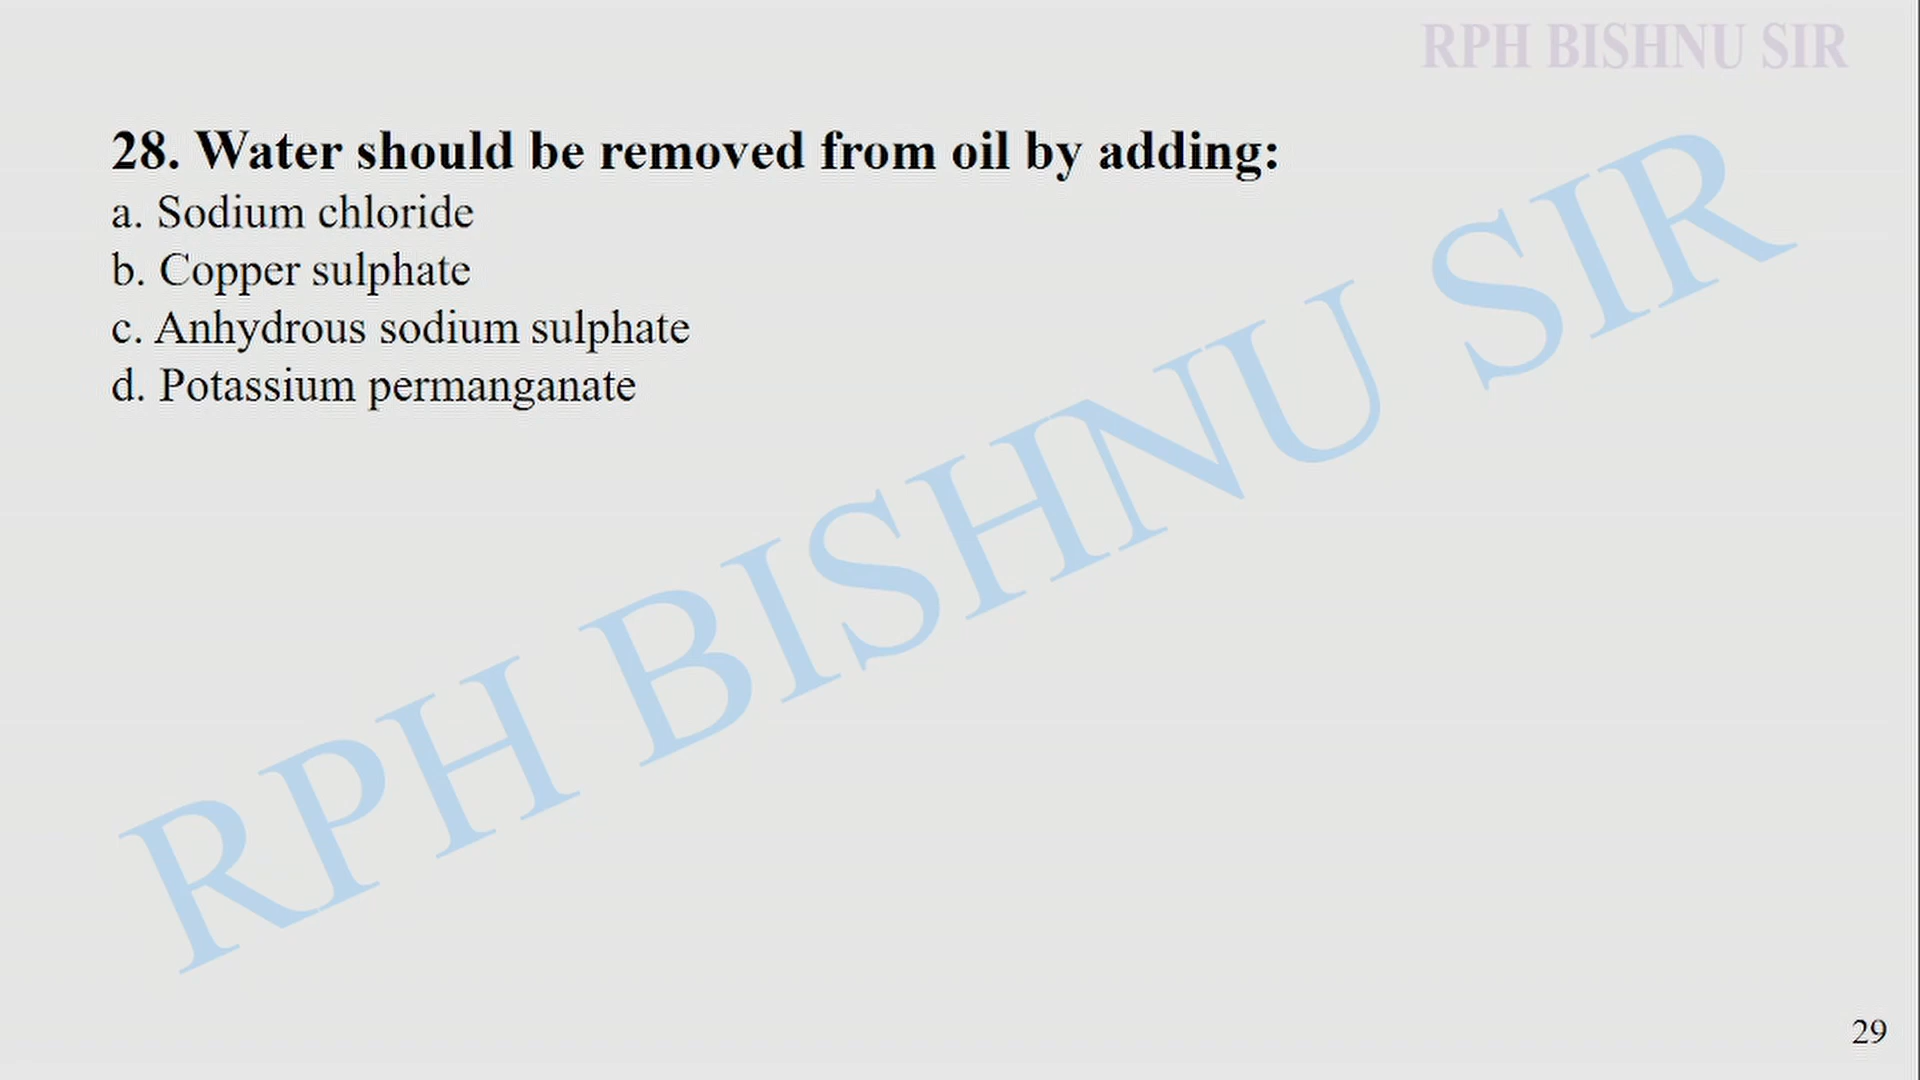 RPH BISHNU SIR
28. Water should be removed from oil by adding:
a. Sodium chloride
b. Copper sulphate
c. Anhydrous sodium sulphate
d. Potassium permanganate
RPH BISHNU SIR
29